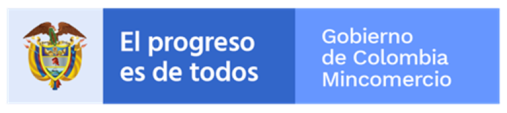 El progreso
es de todos
Gobierno
de Colombia
Mincomercio